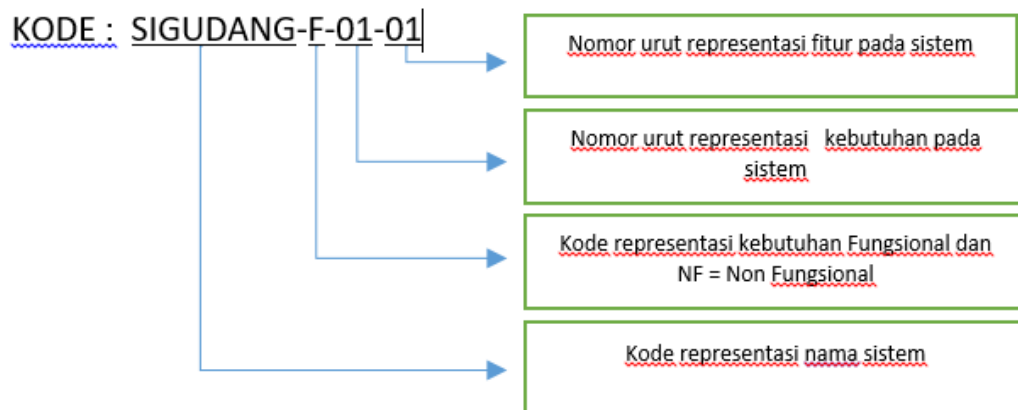 KODE : SIGUDANG-F-01-01
Nomor urut representasi fitur pada sistem
Nomor urut representasi kebutuhan pada
sistem
Kode representasi kebutuhan Fungsional dan
NF = Non Fungsional
Kode representasi nama sistem